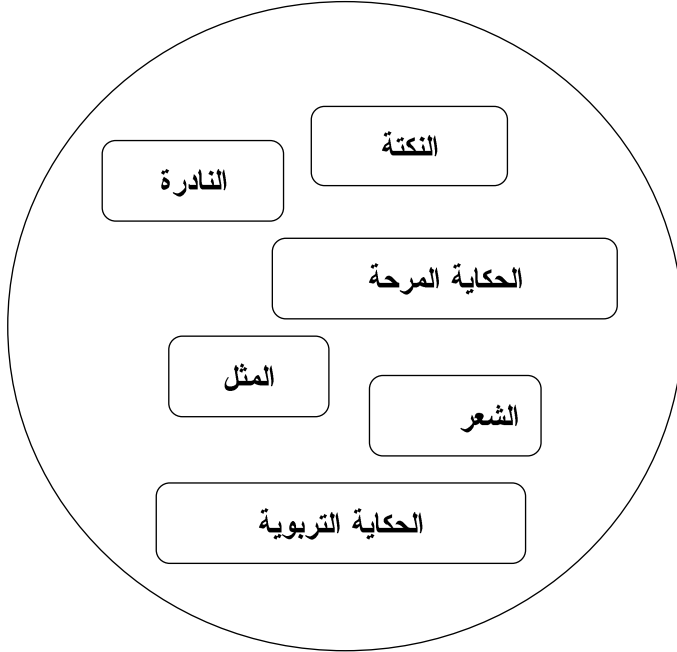 النكتة
النادرة
الحكاية المرحة
المثل
الشعر
الحكاية التربوية